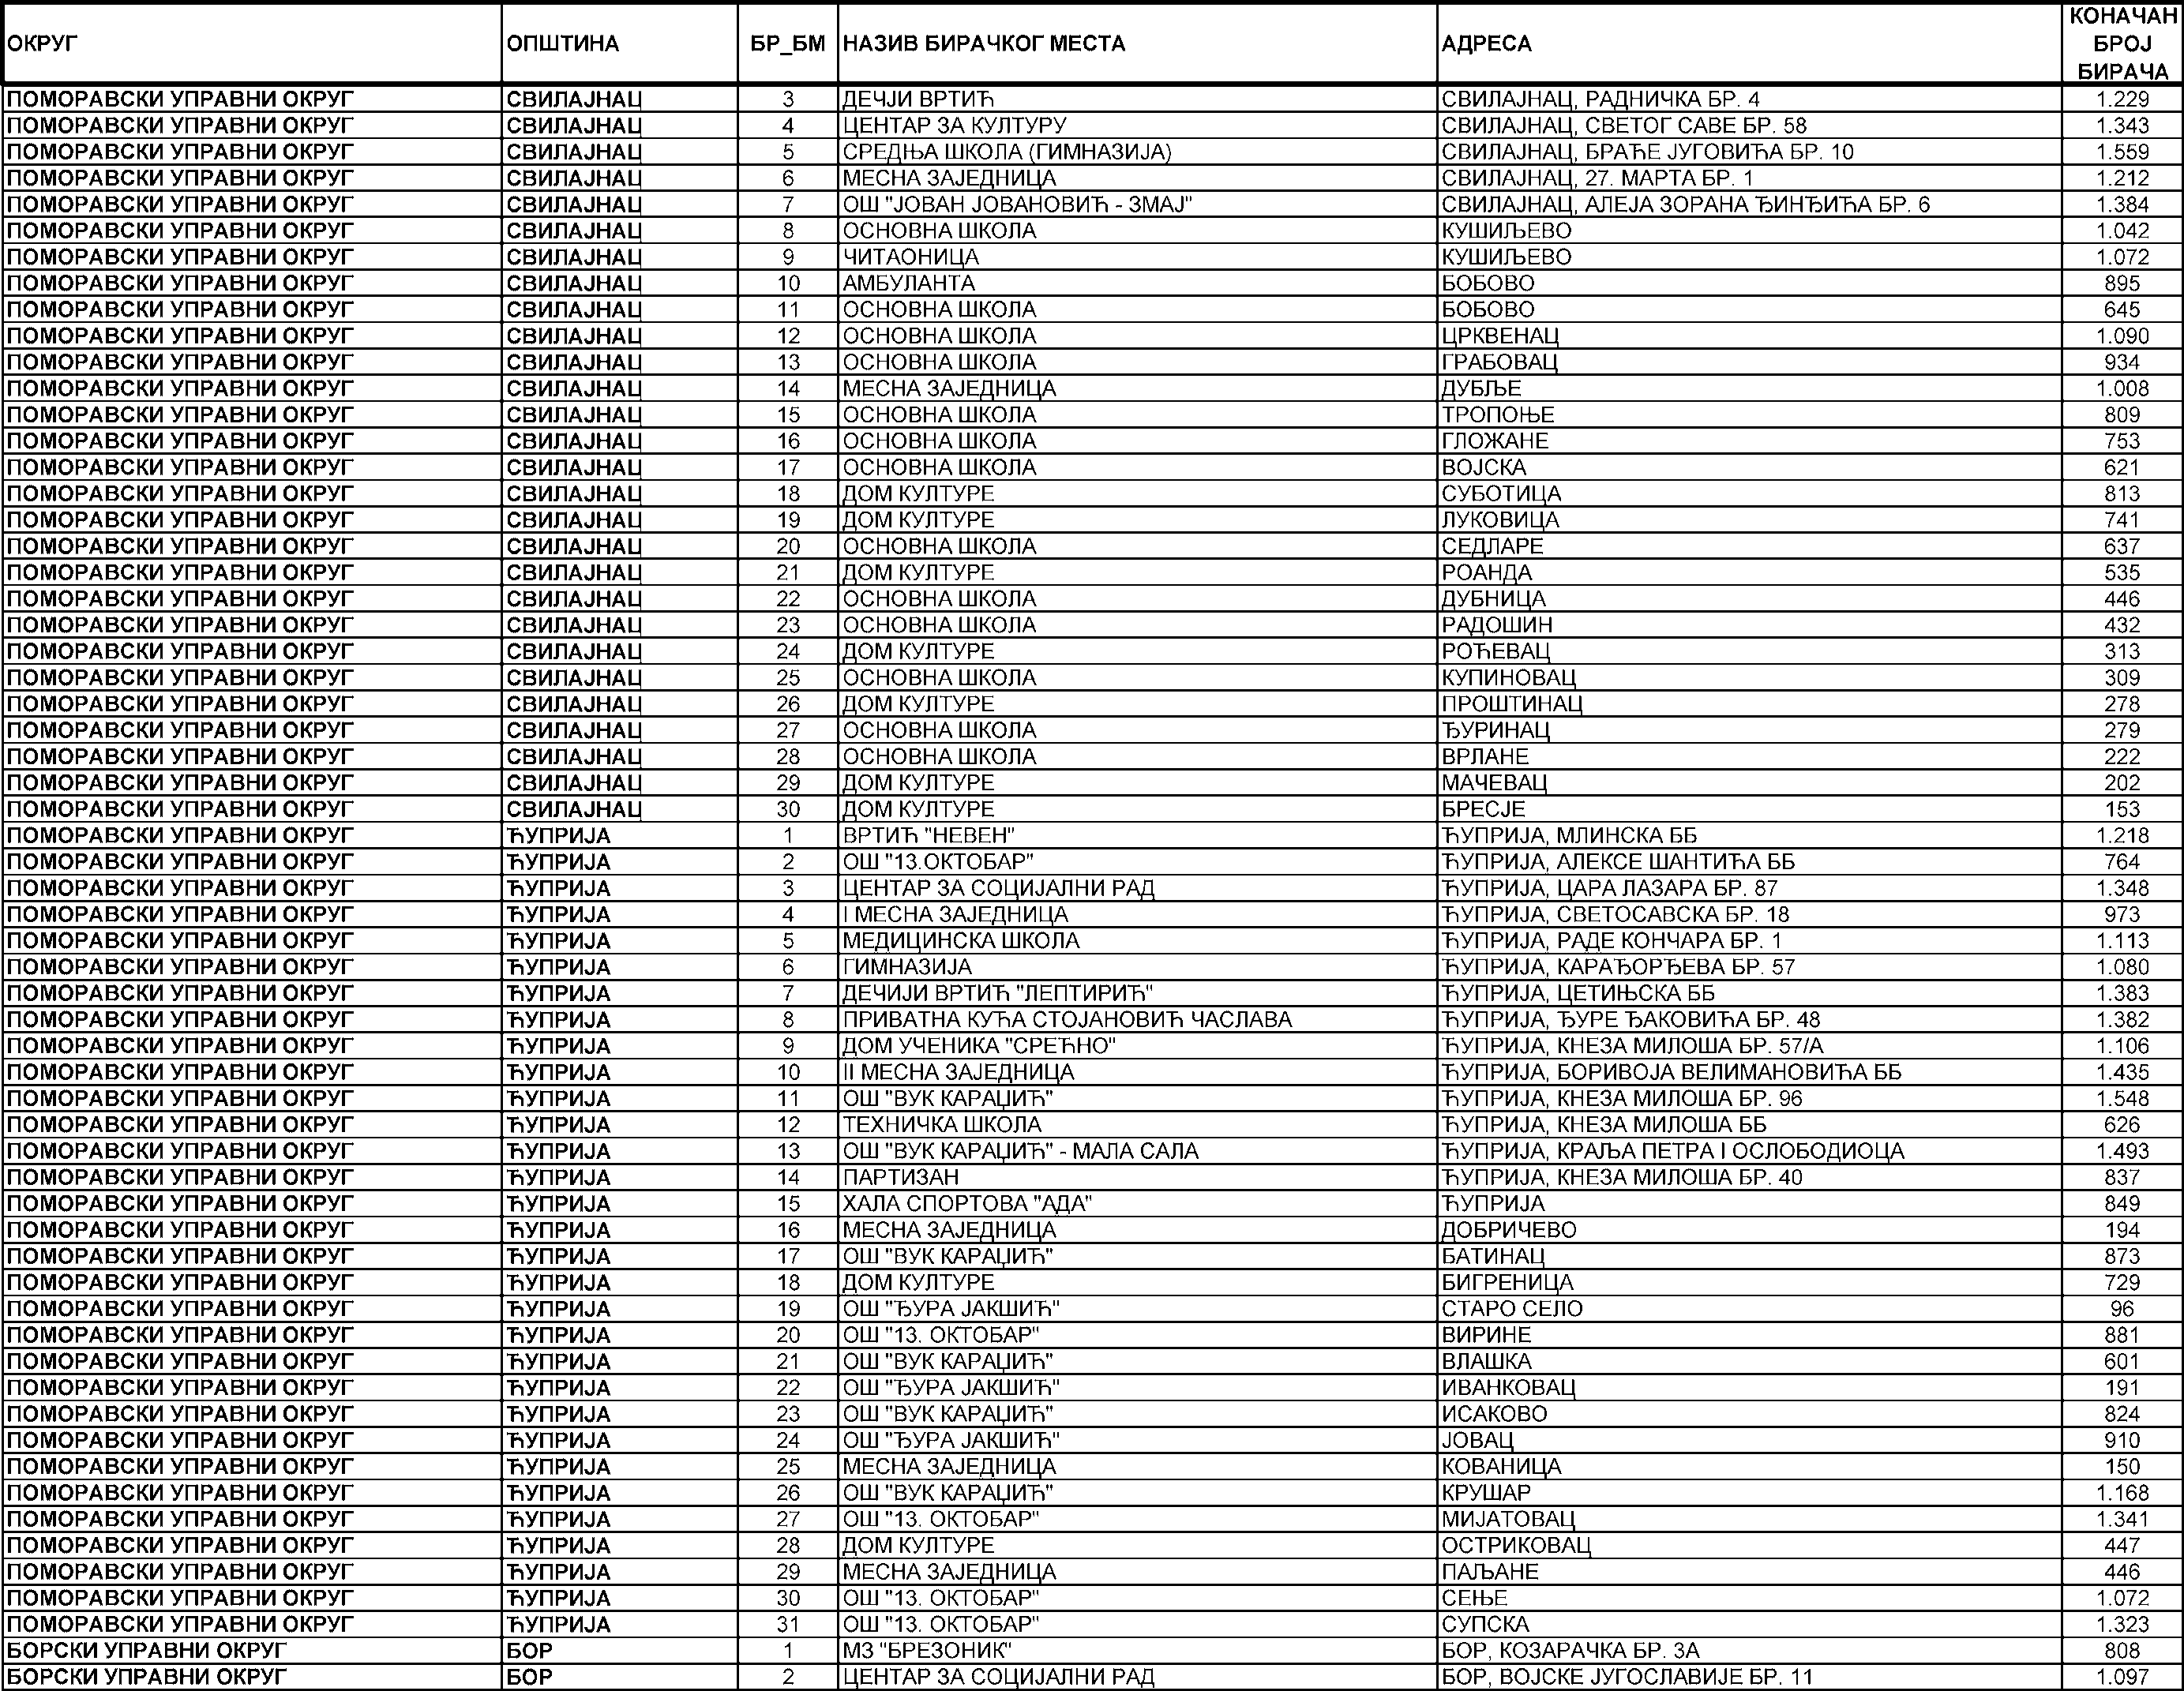 ОКРУГ ОПШТИНА БР_БМ НАЗИВ БИРАЧКОГ МЕСТА АДРЕСА КОНАЧАН БРОЈ БИРАЧА
ПОМОРАВСКИ УПРАВНИ ОКРУГ СВИЛАЈНАЦ 3 ДЕЧЈИ ВРТИЋ СВИЛАЈНАЦ, РАДНИЧКА БР. 4 1.229
ПОМОРАВСКИ УПРАВНИ ОКРУГ СВИЛАЈНАЦ 4 ЦЕНТАР ЗА КУЛТУРУ СВИЛАЈНАЦ, СВЕТОГ САВЕ БР. 58 1.343
ПОМОРАВСКИ УПРАВНИ ОКРУГ СВИЛАЈНАЦ 5 СРЕДЊА ШКОЛА (ГИМНАЗИЈА) СВИЛАЈНАЦ, БРАЋЕ ЈУГОВИЋА БР. 10 1.559
ПОМОРАВСКИ УПРАВНИ ОКРУГ СВИЛАЈНАЦ 6 МЕСНА ЗАЈЕДНИЦА СВИЛАЈНАЦ, 27. МАРТА БР. 1 1.212
ПОМОРАВСКИ УПРАВНИ ОКРУГ СВИЛАЈНАЦ 7 ОШ "ЈОВАН ЈОВАНОВИЋ - ЗМАЈ" СВИЛАЈНАЦ, АЛЕЈА ЗОРАНА ЂИНЂИЋА БР. 6 1.384
ПОМОРАВСКИ УПРАВНИ ОКРУГ СВИЛАЈНАЦ 8 ОСНОВНА ШКОЛА КУШИЉЕВО 1.042
ПОМОРАВСКИ УПРАВНИ ОКРУГ СВИЛАЈНАЦ 9 ЧИТАОНИЦА КУШИЉЕВО 1.072
ПОМОРАВСКИ УПРАВНИ ОКРУГ СВИЛАЈНАЦ 10 АМБУЛАНТА БОБОВО 895
ПОМОРАВСКИ УПРАВНИ ОКРУГ СВИЛАЈНАЦ 11 ОСНОВНА ШКОЛА БОБОВО 645
ПОМОРАВСКИ УПРАВНИ ОКРУГ СВИЛАЈНАЦ 12 ОСНОВНА ШКОЛА ЦРКВЕНАЦ 1.090
ПОМОРАВСКИ УПРАВНИ ОКРУГ СВИЛАЈНАЦ 13 ОСНОВНА ШКОЛА ГРАБОВАЦ 934
ПОМОРАВСКИ УПРАВНИ ОКРУГ СВИЛАЈНАЦ 14 МЕСНА ЗАЈЕДНИЦА ДУБЉЕ 1.008
ПОМОРАВСКИ УПРАВНИ ОКРУГ СВИЛАЈНАЦ 15 ОСНОВНА ШКОЛА ТРОПОЊЕ 809
ПОМОРАВСКИ УПРАВНИ ОКРУГ СВИЛАЈНАЦ 16 ОСНОВНА ШКОЛА ГЛОЖАНЕ 753
ПОМОРАВСКИ УПРАВНИ ОКРУГ СВИЛАЈНАЦ 17 ОСНОВНА ШКОЛА ВОЈСКА 621
ПОМОРАВСКИ УПРАВНИ ОКРУГ СВИЛАЈНАЦ 18 ДОМ КУЛТУРЕ СУБОТИЦА 813
ПОМОРАВСКИ УПРАВНИ ОКРУГ СВИЛАЈНАЦ 19 ДОМ КУЛТУРЕ ЛУКОВИЦА 741
ПОМОРАВСКИ УПРАВНИ ОКРУГ СВИЛАЈНАЦ 20 ОСНОВНА ШКОЛА СЕДЛАРЕ 637
ПОМОРАВСКИ УПРАВНИ ОКРУГ СВИЛАЈНАЦ 21 ДОМ КУЛТУРЕ РОАНДА 535
ПОМОРАВСКИ УПРАВНИ ОКРУГ СВИЛАЈНАЦ 22 ОСНОВНА ШКОЛА ДУБНИЦА 446
ПОМОРАВСКИ УПРАВНИ ОКРУГ СВИЛАЈНАЦ 23 ОСНОВНА ШКОЛА РАДОШИН 432
ПОМОРАВСКИ УПРАВНИ ОКРУГ СВИЛАЈНАЦ 24 ДОМ КУЛТУРЕ РОЋЕВАЦ 313
ПОМОРАВСКИ УПРАВНИ ОКРУГ СВИЛАЈНАЦ 25 ОСНОВНА ШКОЛА КУПИНОВАЦ 309
ПОМОРАВСКИ УПРАВНИ ОКРУГ СВИЛАЈНАЦ 26 ДОМ КУЛТУРЕ ПРОШТИНАЦ 278
ПОМОРАВСКИ УПРАВНИ ОКРУГ СВИЛАЈНАЦ 27 ОСНОВНА ШКОЛА ЂУРИНАЦ 279
ПОМОРАВСКИ УПРАВНИ ОКРУГ СВИЛАЈНАЦ 28 ОСНОВНА ШКОЛА ВРЛАНЕ 222
ПОМОРАВСКИ УПРАВНИ ОКРУГ СВИЛАЈНАЦ 29 ДОМ КУЛТУРЕ МАЧЕВАЦ 202
ПОМОРАВСКИ УПРАВНИ ОКРУГ СВИЛАЈНАЦ 30 ДОМ КУЛТУРЕ БРЕСЈЕ 153
ПОМОРАВСКИ УПРАВНИ ОКРУГ ЋУПРИЈА 1 ВРТИЋ "НЕВЕН" ЋУПРИЈА, МЛИНСКА ББ 1.218
ПОМОРАВСКИ УПРАВНИ ОКРУГ ЋУПРИЈА 2 ОШ "13.ОКТОБАР" ЋУПРИЈА, АЛЕКСЕ ШАНТИЋА ББ 764
ПОМОРАВСКИ УПРАВНИ ОКРУГ ЋУПРИЈА 3 ЦЕНТАР ЗА СОЦИЈАЛНИ РАД ЋУПРИЈА, ЦАРА ЛАЗАРА БР. 87 1.348
ПОМОРАВСКИ УПРАВНИ ОКРУГ ЋУПРИЈА 4 I МЕСНА ЗАЈЕДНИЦА ЋУПРИЈА, СВЕТОСАВСКА БР. 18 973
ПОМОРАВСКИ УПРАВНИ ОКРУГ ЋУПРИЈА 5 МЕДИЦИНСКА ШКОЛА ЋУПРИЈА, РАДЕ КОНЧАРА БР. 1 1.113
ПОМОРАВСКИ УПРАВНИ ОКРУГ ЋУПРИЈА 6 ГИМНАЗИЈА ЋУПРИЈА, КАРАЂОРЂЕВА БР. 57 1.080
ПОМОРАВСКИ УПРАВНИ ОКРУГ ЋУПРИЈА 7 ДЕЧИЈИ ВРТИЋ "ЛЕПТИРИЋ" ЋУПРИЈА, ЦЕТИЊСКА ББ 1.383
ПОМОРАВСКИ УПРАВНИ ОКРУГ ЋУПРИЈА 8 ПРИВАТНА КУЋА СТОЈАНОВИЋ ЧАСЛАВА ЋУПРИЈА, ЂУРЕ ЂАКОВИЋА БР. 48 1.382
ПОМОРАВСКИ УПРАВНИ ОКРУГ ЋУПРИЈА 9 ДОМ УЧЕНИКА "СРЕЋНО" ЋУПРИЈА, КНЕЗА МИЛОША БР. 57/А 1.106
ПОМОРАВСКИ УПРАВНИ ОКРУГ ЋУПРИЈА 10 II МЕСНА ЗАЈЕДНИЦА ЋУПРИЈА, БОРИВОЈА ВЕЛИМАНОВИЋА ББ 1.435
ПОМОРАВСКИ УПРАВНИ ОКРУГ ЋУПРИЈА 11 ОШ "ВУК КАРАЏИЋ" ЋУПРИЈА, КНЕЗА МИЛОША БР. 96 1.548
ПОМОРАВСКИ УПРАВНИ ОКРУГ ЋУПРИЈА 12 ТЕХНИЧКА ШКОЛА ЋУПРИЈА, КНЕЗА МИЛОША ББ 626
ПОМОРАВСКИ УПРАВНИ ОКРУГ ЋУПРИЈА 13 ОШ "ВУК КАРАЏИЋ" - МАЛА САЛА ЋУПРИЈА, КРАЉА ПЕТРА I ОСЛОБОДИОЦА 1.493
ПОМОРАВСКИ УПРАВНИ ОКРУГ ЋУПРИЈА 14 ПАРТИЗАН ЋУПРИЈА, КНЕЗА МИЛОША БР. 40 837
ПОМОРАВСКИ УПРАВНИ ОКРУГ ЋУПРИЈА 15 ХАЛА СПОРТОВА "АДА" ЋУПРИЈА 849
ПОМОРАВСКИ УПРАВНИ ОКРУГ ЋУПРИЈА 16 МЕСНА ЗАЈЕДНИЦА ДОБРИЧЕВО 194
ПОМОРАВСКИ УПРАВНИ ОКРУГ ЋУПРИЈА 17 ОШ "ВУК КАРАЏИЋ" БАТИНАЦ 873
ПОМОРАВСКИ УПРАВНИ ОКРУГ ЋУПРИЈА 18 ДОМ КУЛТУРЕ БИГРЕНИЦА 729
ПОМОРАВСКИ УПРАВНИ ОКРУГ ЋУПРИЈА 19 ОШ "ЂУРА ЈАКШИЋ" СТАРО СЕЛО 96
ПОМОРАВСКИ УПРАВНИ ОКРУГ ЋУПРИЈА 20 ОШ "13. ОКТОБАР" ВИРИНЕ 881
ПОМОРАВСКИ УПРАВНИ ОКРУГ ЋУПРИЈА 21 ОШ "ВУК КАРАЏИЋ" ВЛАШКА 601
ПОМОРАВСКИ УПРАВНИ ОКРУГ ЋУПРИЈА 22 ОШ "ЂУРА ЈАКШИЋ" ИВАНКОВАЦ 191
ПОМОРАВСКИ УПРАВНИ ОКРУГ ЋУПРИЈА 23 ОШ "ВУК КАРАЏИЋ" ИСАКОВО 824
ПОМОРАВСКИ УПРАВНИ ОКРУГ ЋУПРИЈА 24 ОШ "ЂУРА ЈАКШИЋ" ЈОВАЦ 910
ПОМОРАВСКИ УПРАВНИ ОКРУГ ЋУПРИЈА 25 МЕСНА ЗАЈЕДНИЦА КОВАНИЦА 150
ПОМОРАВСКИ УПРАВНИ ОКРУГ ЋУПРИЈА 26 ОШ "ВУК КАРАЏИЋ" КРУШАР 1.168
ПОМОРАВСКИ УПРАВНИ ОКРУГ ЋУПРИЈА 27 ОШ "13. ОКТОБАР" МИЈАТОВАЦ 1.341
ПОМОРАВСКИ УПРАВНИ ОКРУГ ЋУПРИЈА 28 ДОМ КУЛТУРЕ ОСТРИКОВАЦ 447
ПОМОРАВСКИ УПРАВНИ ОКРУГ ЋУПРИЈА 29 МЕСНА ЗАЈЕДНИЦА ПАЉАНЕ 446
ПОМОРАВСКИ УПРАВНИ ОКРУГ ЋУПРИЈА 30 ОШ "13. ОКТОБАР" СЕЊЕ 1.072
ПОМОРАВСКИ УПРАВНИ ОКРУГ ЋУПРИЈА 31 ОШ "13. ОКТОБАР" СУПСКА 1.323
БОРСКИ УПРАВНИ ОКРУГ БОР 1 МЗ "БРЕЗОНИК" БОР, КОЗАРАЧКА БР. 3А 808
БОРСКИ УПРАВНИ ОКРУГ БОР 2 ЦЕНТАР ЗА СОЦИЈАЛНИ РАД БОР, ВОЈСКЕ ЈУГОСЛАВИЈЕ БР. 11 1.097